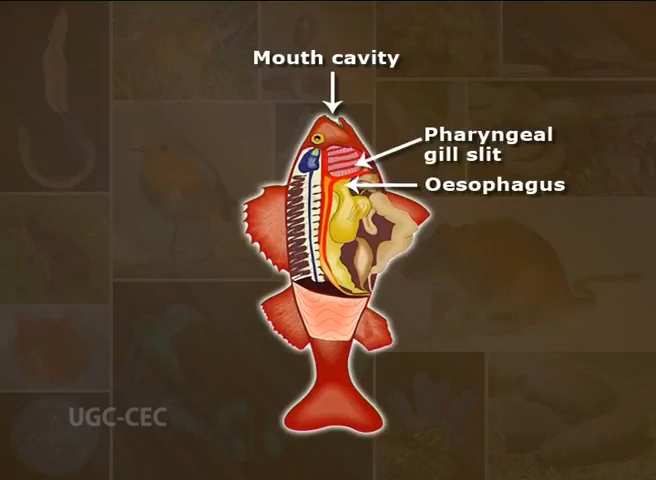 Mouth cavity
Pharyngeal
gill slit
Oesophagus
UGC-CEC